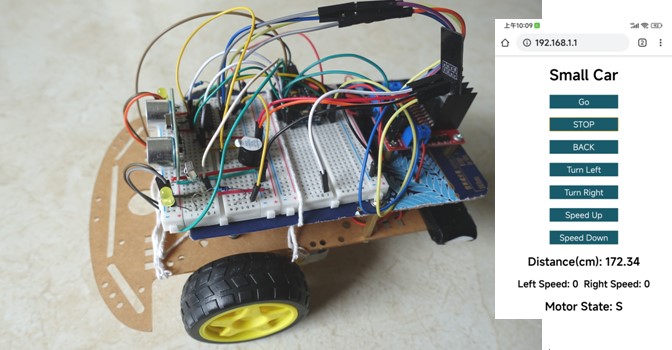 上午10:09
192.168.1.1
2
Small Car
Go
STOP
BACK
Turn Left
Turn Right
Speed Up
Speed Down
Distance(cm): 172.34
Left Speed: 0 Right Speed: 0
Motor State: S